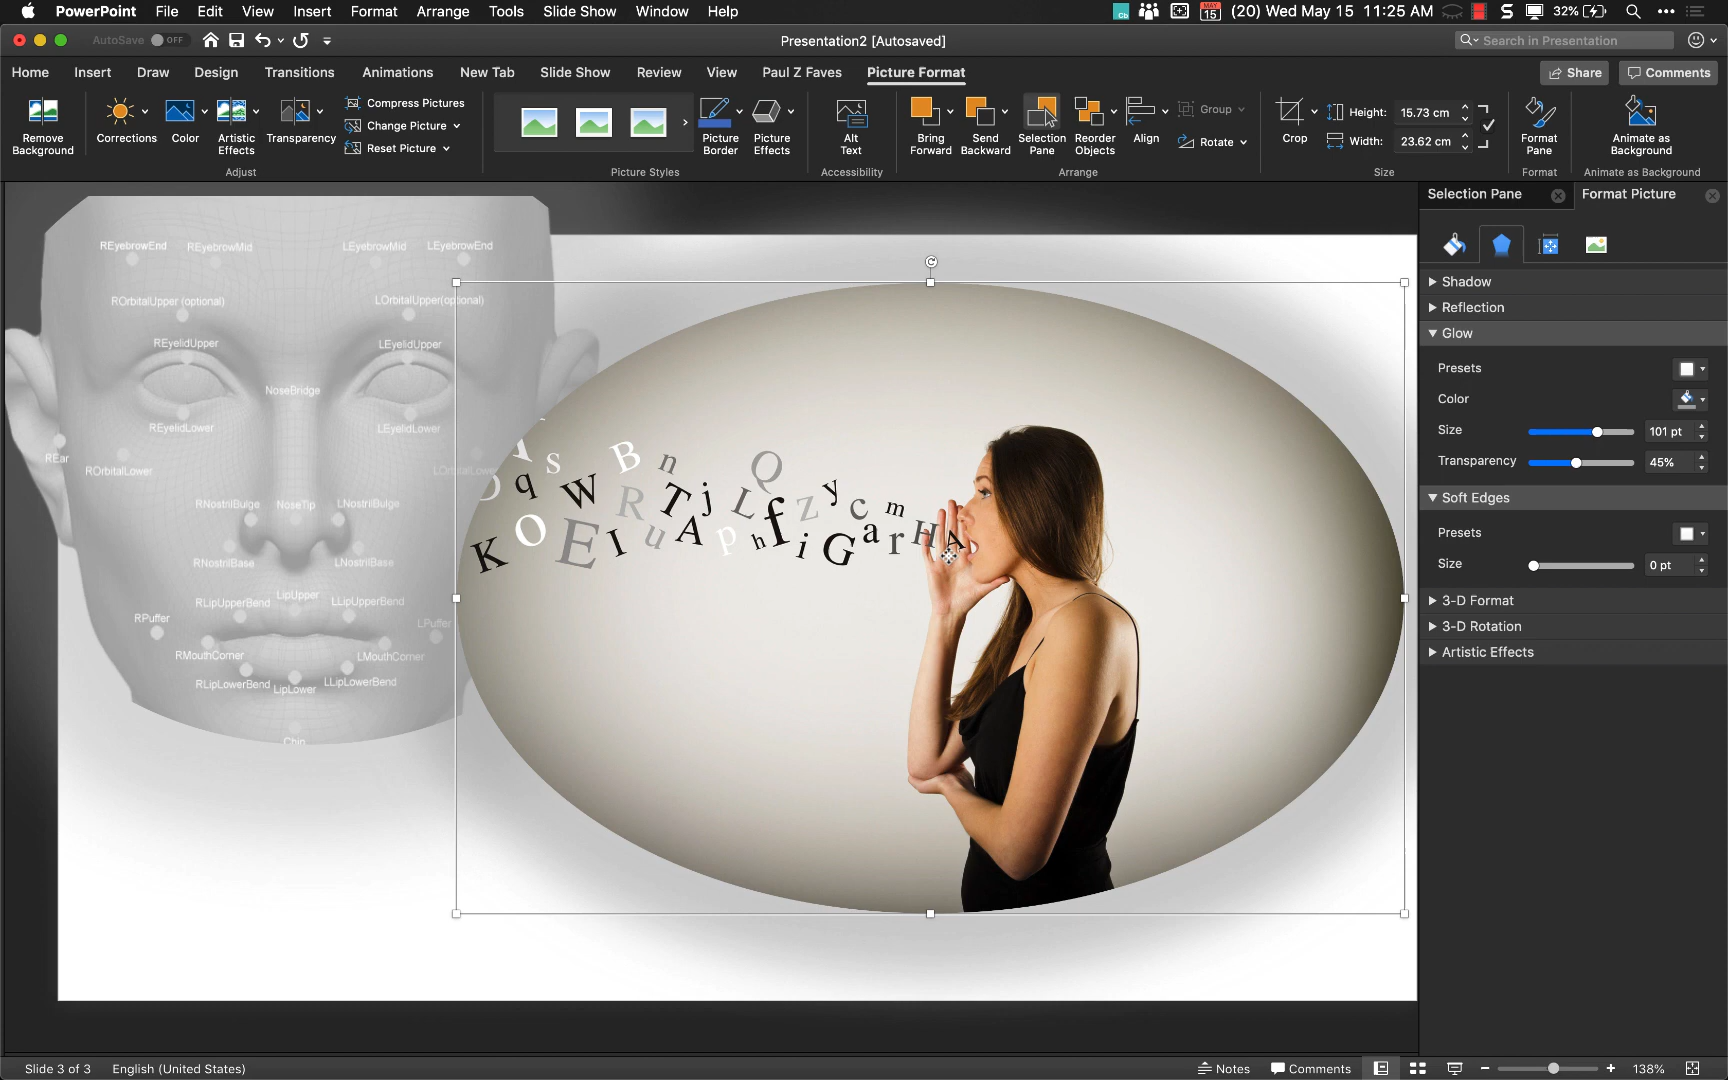 PowerPoint File Edit View Insert Format Arrange Tools Slide Show Window Help
Cb MAY 15 (20) Wed May 15 11:25 AM 32%
AutoSave OFF
Presentation2 [Autosaved]
Search in Presentation
Home Insert Draw Design Transitions Animations New Tab Slide Show Review View Paul Z Faves Picture Format
Share Comments
Remove Background
Corrections
Color
Artistic Effects
Transparency
Compress Pictures
Change Picture
Reset Picture
Adjust
Picture Border
Picture Effects
Picture Styles
Alt Text
Accessibility
Bring Forward
Send Backward
Selection Pane
Reorder Objects
Align
Group
Rotate
Arrange
Crop
Height: 15.73 cm
Width: 23.62 cm
Size
Format Pane
Format
Animate as Background
Animate as Background
REyebrowEnd REyebrowMid LEyebrowMid LEyebrowEnd
ROrbitalUpper (optional) LOrbitalUpper(optional)
REyelidUpper LEyelidUpper
NoseBridge
REyelidLower LEyelidLower
REar ROrbitalLower LOrbitalLower
RNostrilBulge NoseTip LNostrilBulge
RNostrilBase LNostrilBase
LipUpper
RLipUpperBend LLipUpperBend
RPuffer LPuffer
RMouthCorner LMouthCorner
RLipLowerBend LipLower LLipLowerBend
Chin
s B n Q
q W R T j L f z y c m
K O E I u A p h i G a r H A
Selection Pane Format Picture
Shadow
Reflection
Glow
Presets
Color
Size 101 pt
Transparency 45%
Soft Edges
Presets
Size 0 pt
3-D Format
3-D Rotation
Artistic Effects
Slide 3 of 3 English (United States)
Notes Comments 138%